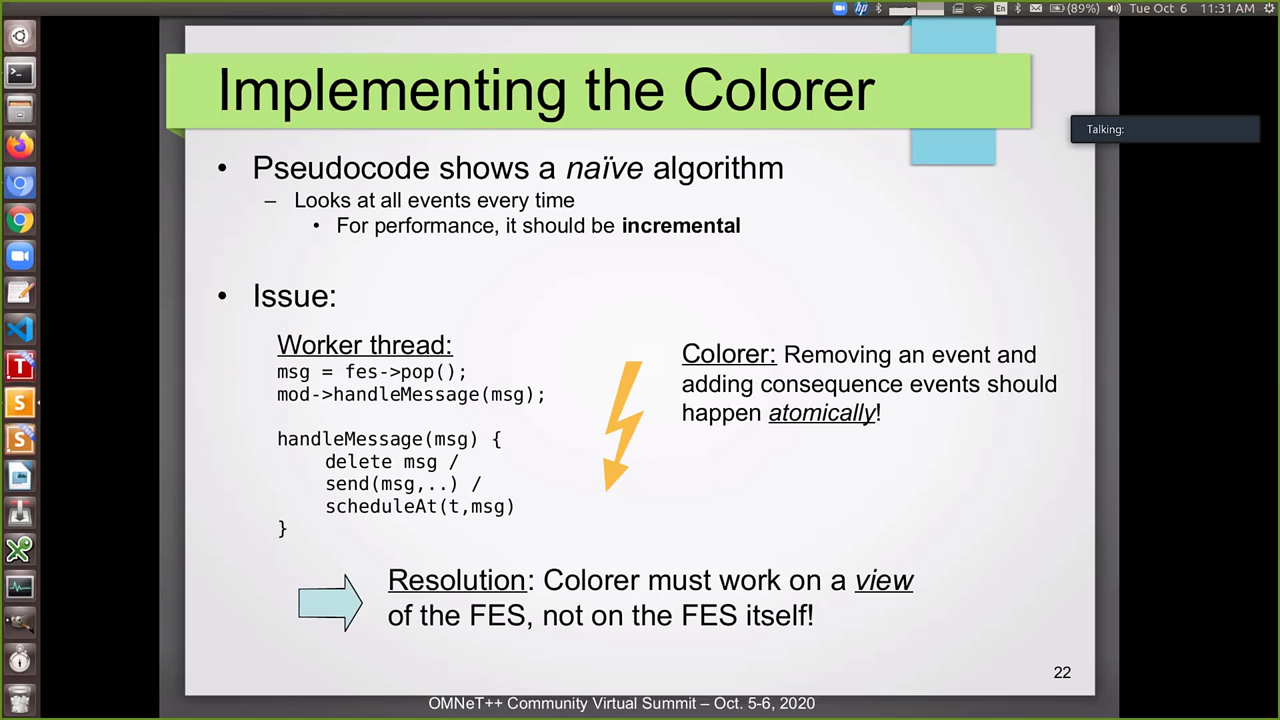 hp
En
(89%)
Tue Oct 6
11:31 AM
Implementing the Colorer
Talking:
• Pseudocode shows a naïve algorithm
– Looks at all events every time
• For performance, it should be incremental
• Issue:
Worker thread:
msg = fes->pop();
mod->handleMessage(msg);
handleMessage(msg) {
delete msg /
send(msg,..) /
scheduleAt(t,msg)
}
Colorer: Removing an event and
adding consequence events should
happen atomically!
Resolution: Colorer must work on a view
of the FES, not on the FES itself!
22
OMNeT++ Community Virtual Summit – Oct. 5-6, 2020